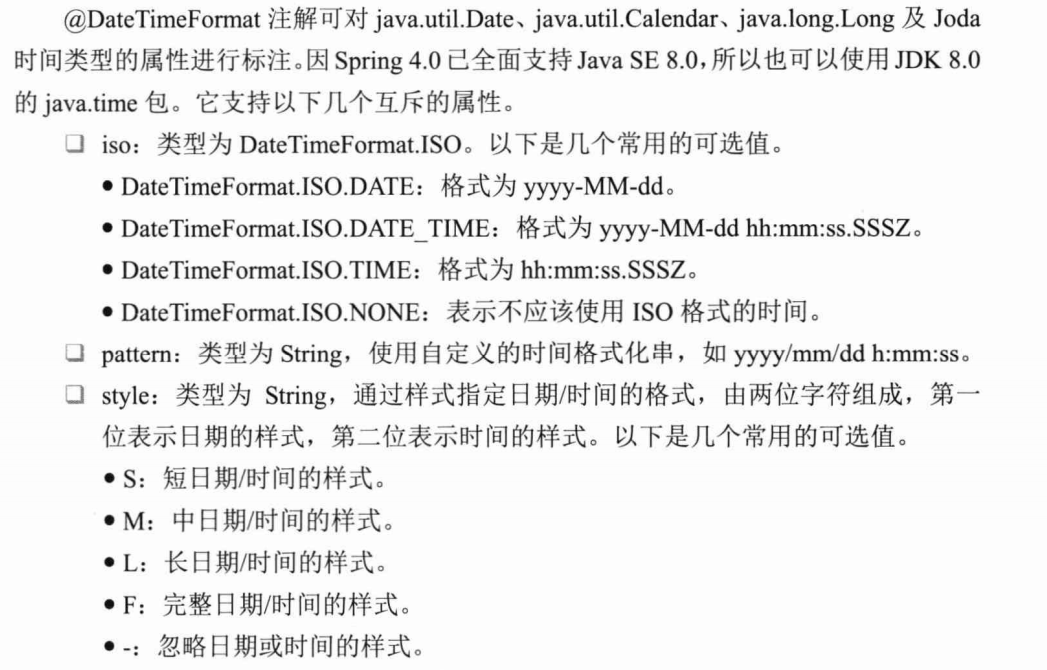 @DateTimeFormat 注解可对 java.util.Date、java.util.Calendar、java.long.Long 及 Joda
时间类型的属性进行标注。因 Spring 4.0 已全面支持 Java SE 8.0，所以也可以使用 JDK 8.0
的 java.time 包。它支持以下几个互斥的属性。
❑ iso：类型为 DateTimeFormat.ISO。以下是几个常用的可选值。
● DateTimeFormat.ISO.DATE：格式为 yyyy-MM-dd。
● DateTimeFormat.ISO.DATE_TIME：格式为 yyyy-MM-dd hh:mm:ss.SSSZ。
● DateTimeFormat.ISO.TIME：格式为 hh:mm:ss.SSSZ。
● DateTimeFormat.ISO.NONE：表示不应该使用 ISO 格式的时间。
❑ pattern：类型为 String，使用自定义的时间格式化串，如 yyyy/mm/dd h:mm:ss。
❑ style：类型为 String，通过样式指定日期/时间的格式，由两位字符组成，第一
位表示日期的样式，第二位表示时间的样式。以下是几个常用的可选值。
● S：短日期/时间的样式。
● M：中日期/时间的样式。
● L：长日期/时间的样式。
● F：完整日期/时间的样式。
● -：忽略日期或时间的样式。